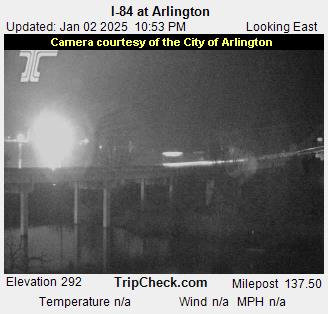 I-84 at Arlington
Updated: Jan 02 2025 10:53 PM Looking East
Camera courtesy of the City of Arlington
Elevation 292 TripCheck.com Milepost 137.50
Temperature n/a Wind n/a MPH n/a